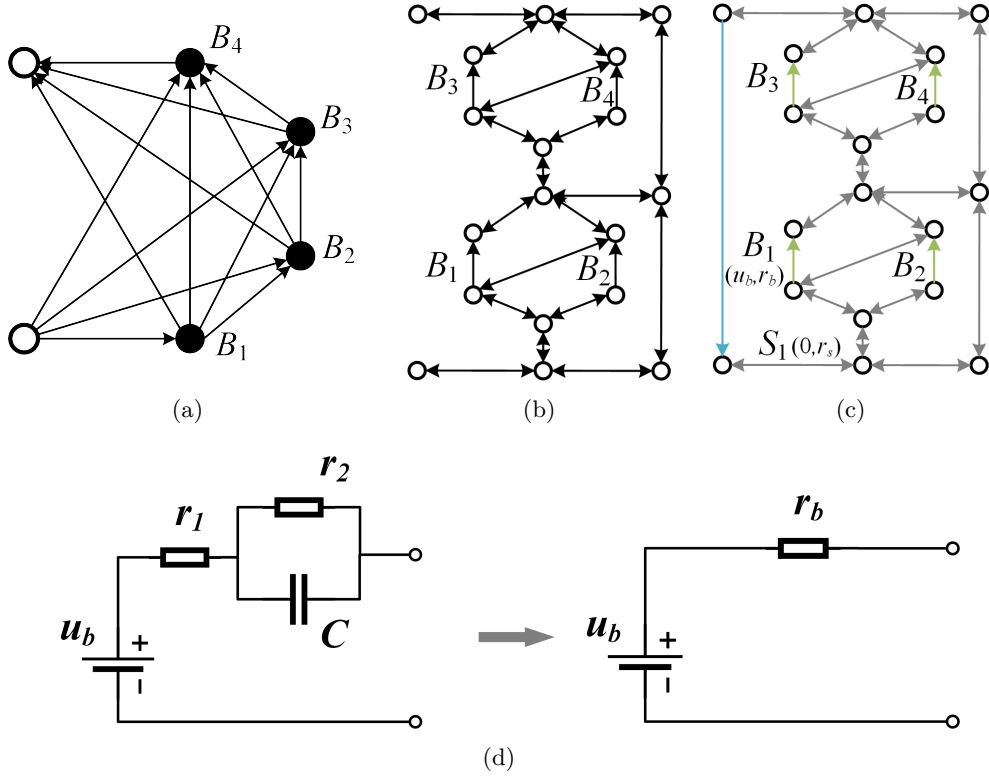 B4
B3
B2
B1
(a)
B3
B4
B1
B2
(b)
B3
B4
B1
(ub,rb)
B2
S1(0,rs)
(c)
r2
r1
C
ub
+
−
rb
ub
+
−
(d)